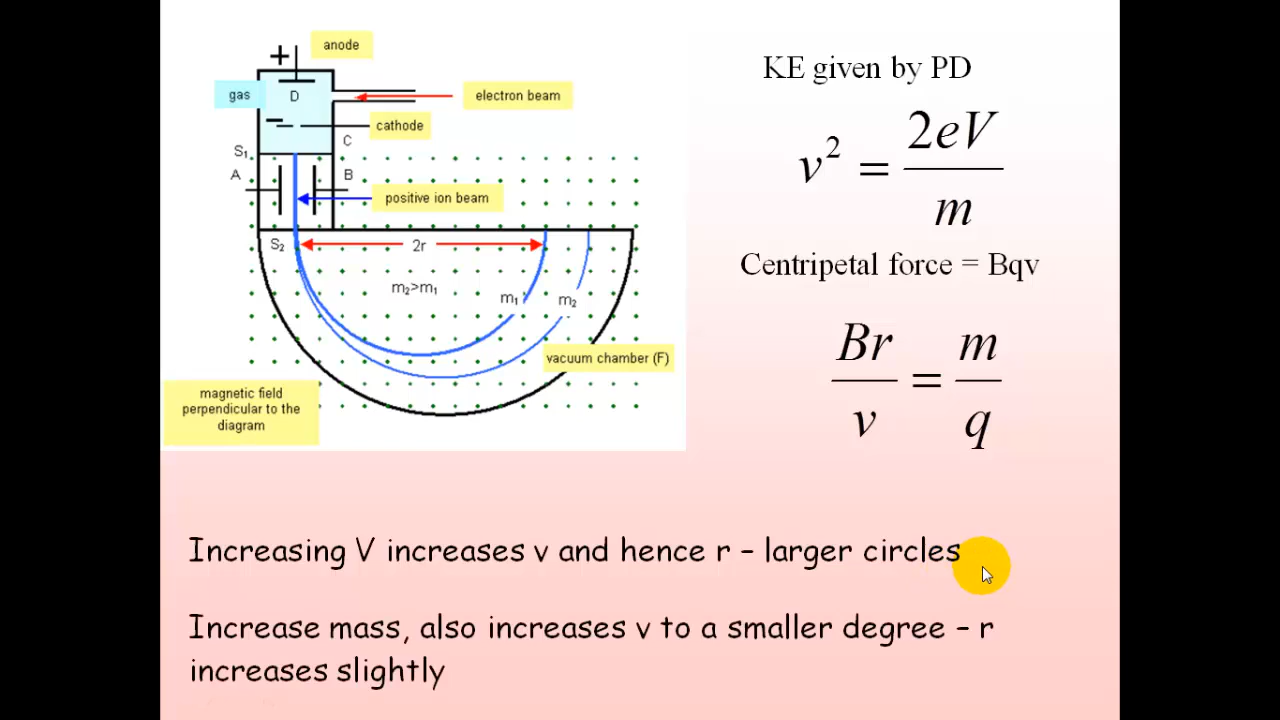 anode
+
gas
D
electron beam
−
cathode
C
S₁
A
B
positive ion beam
S₂
2r
m₂>m₁
m₁
m₂
vacuum chamber (F)
magnetic field
perpendicular to the
diagram
KE given by PD
v² = 2eV/m
Centripetal force = Bqv
Br/v = m/q
Increasing V increases v and hence r – larger circles
Increase mass, also increases v to a smaller degree – r
increases slightly